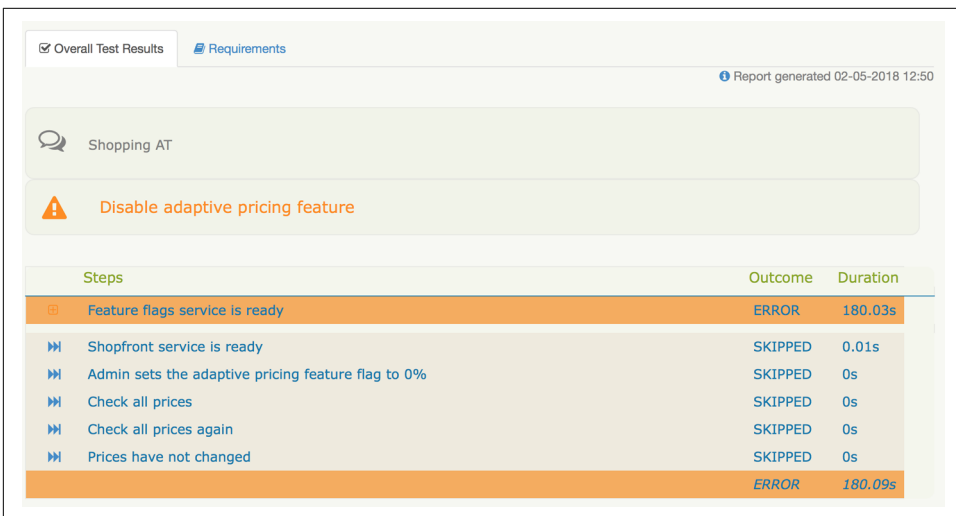 Overall Test Results Requirements
Report generated 02-05-2018 12:50
Shopping AT
Disable adaptive pricing feature
Steps Outcome Duration
Feature flags service is ready ERROR 180.03s
Shopfront service is ready SKIPPED 0.01s
Admin sets the adaptive pricing feature flag to 0% SKIPPED 0s
Check all prices SKIPPED 0s
Check all prices again SKIPPED 0s
Prices have not changed SKIPPED 0s
ERROR 180.09s